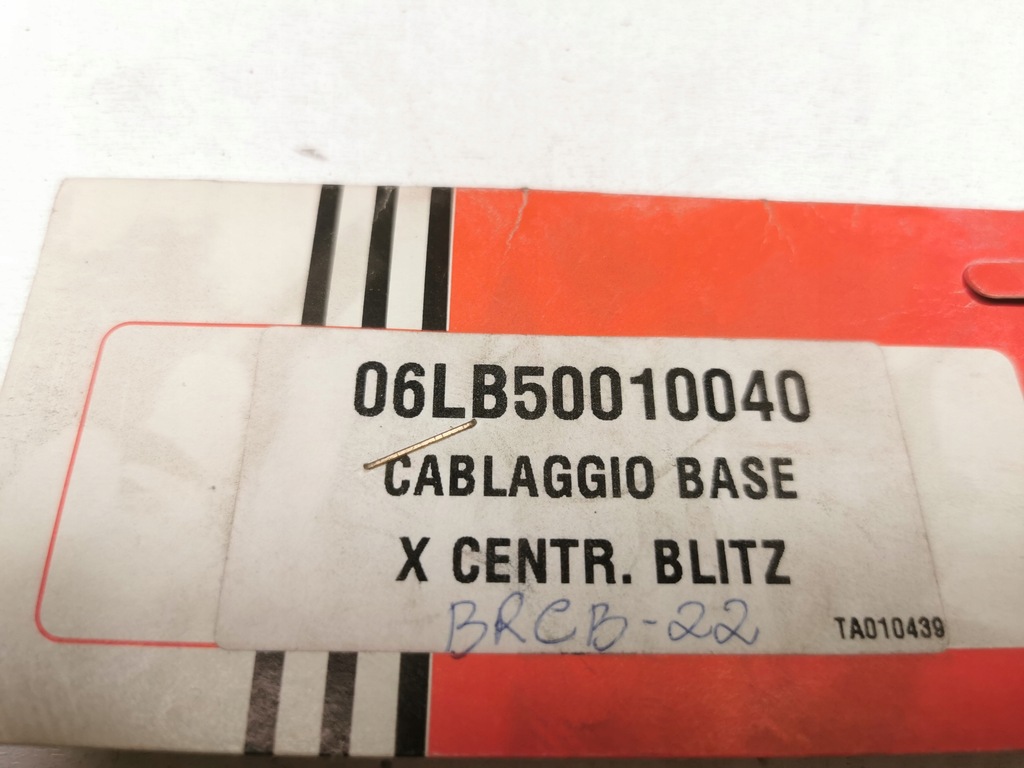 06LB50010040
CABLAGGIO BASE
X CENTR. BLITZ
BRCB-22
TA010439